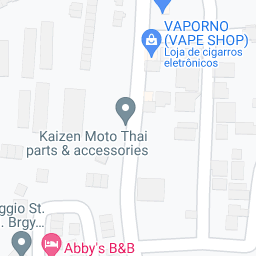 VAPORNO
(VAPE SHOP)
Loja de cigarros
eletrônicos
Kaizen Moto Thai
parts & accessories
ggio St.
. Brgy...
Abby's B&B